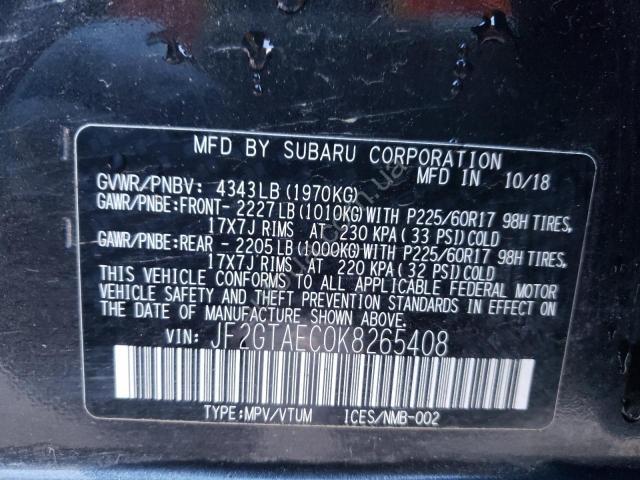 MFD BY SUBARU CORPORATION
MFD IN 10/18
GVWR/PNBV: 4343LB(1970KG)
GAWR/PNBE:FRONT- 2227LB(1010KG)WITH P225/60R17 98H TIRES,
17X7J RIMS AT 230 KPA(33 PSI)COLD
GAWR/PNBE:REAR - 2205LB(1000KG)WITH P225/60R17 98H TIRES,
17X7J RIMS AT 220 KPA(32 PSI)COLD
THIS VEHICLE CONFORMS TO ALL APPLICABLE FEDERAL MOTOR
VEHICLE SAFETY AND THEFT PREVENTION STANDARDS IN EFFECT ON
THE DATE OF MANUFACTURE SHOWN ABOVE.
VIN: JF2GTAEC0K8265408
TYPE:MPV/VTUM ICES/NMB-002